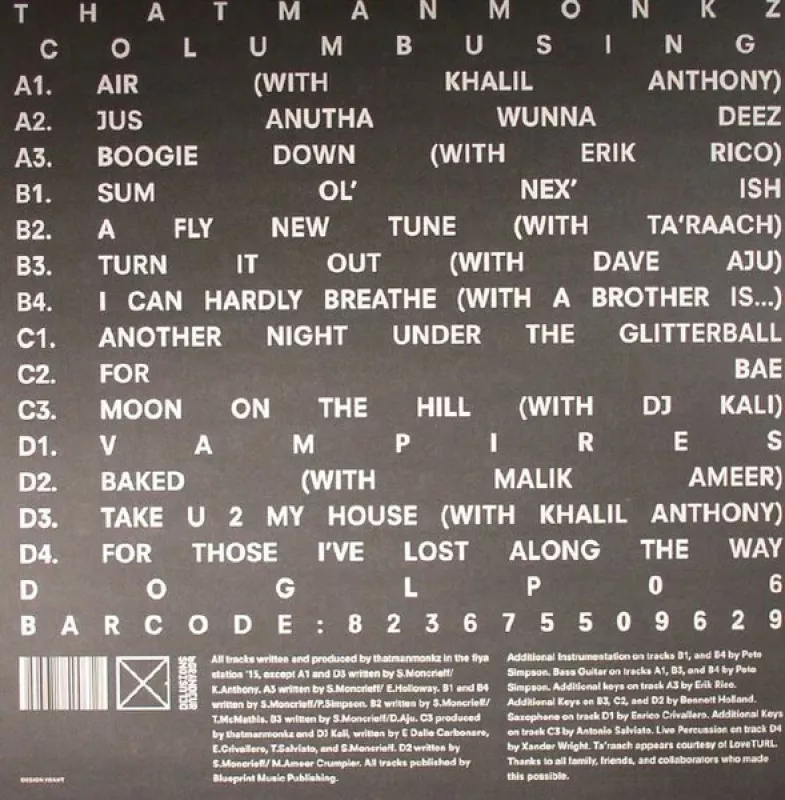 THATMANMONKZ
COLUMBUSING
A1. AIR (WITH KHALIL ANTHONY)
A2. JUS ANUTHA WUNNA DEEZ
A3. BOOGIE DOWN (WITH ERIK RICO)
B1. SUM OL' NEX' ISH
B2. A FLY NEW TUNE (WITH TA'RAACH)
B3. TURN IT OUT (WITH DAVE AJU)
B4. I CAN HARDLY BREATHE (WITH A BROTHER IS...)
C1. ANOTHER NIGHT UNDER THE GLITTERBALL
C2. FOR BAE
C3. MOON ON THE HILL (WITH DJ KALI)
D1. VAMPIRES
D2. BAKED (WITH MALIK AMEER)
D3. TAKE U 2 MY HOUSE (WITH KHALIL ANTHONY)
D4. FOR THOSE I'VE LOST ALONG THE WAY
DOGLP06
BARCODE:823675509629
All tracks written and produced by thatmanmonkz in the fiya
station '15, except A1 and D3 written by S.Moncrieff/
K.Anthony. A3 written by S.Moncrieff/ E.Holloway. B1 and B4
written by S.Moncrieff/P.Simpson. B2 written by S.Moncrieff/
T.McMathis. B3 written by S.Moncrieff/D.Aju. C3 produced
by thatmanmonkz and DJ Kali, written by E Dalle Carbonare,
E.Crivallero, T.Salviato, and S.Moncrieff. D2 written by
S.Moncrieff/ M.Ameer Crumpler. All tracks published by
Blueprint Music Publishing.
Additional Instrumentation on tracks B1, and B4 by Pete
Simpson. Bass Guitar on tracks A1, B3, and B4 by Pete
Simpson. Additional keys on track A3 by Erik Rico.
Additional Keys on B3, C2, and D2 by Bennett Holland.
Saxophone on track D1 by Enrico Crivallero. Additional Keys
on track C3 by Antonio Salviato. Live Percussion on track D4
by Xander Wright. Ta'raach appears courtesy of LoveTURL.
Thanks to all family, friends, and collaborators who made
this possible.